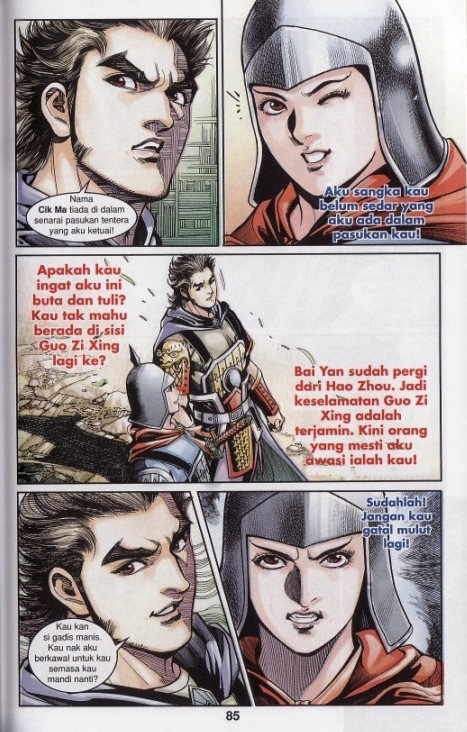 Nama
Cik Ma tiada di dalam
senarai pasukan tentera
yang aku ketuai!
Aku sangka kau
belum sedar yang
aku ada dalam
pasukan kau!
Apakah kau
ingat aku ini
buta dan tuli?
Kau tak mahu
berada di sisi
Guo Zi Xing
lagi ke?
Bai Yan sudah pergi
dari Hao Zhou. Jadi
keselamatan Guo Zi
Xing adalah
terjamin. Kini orang
yang mesti aku
awasi ialah kau!
Sudahlah!
Jangan kau
gatal mulut
lagi!
Kau kan
si gadis manis.
Kau nak aku
berkawal untuk kau
semasa kau
mandi nanti?
85